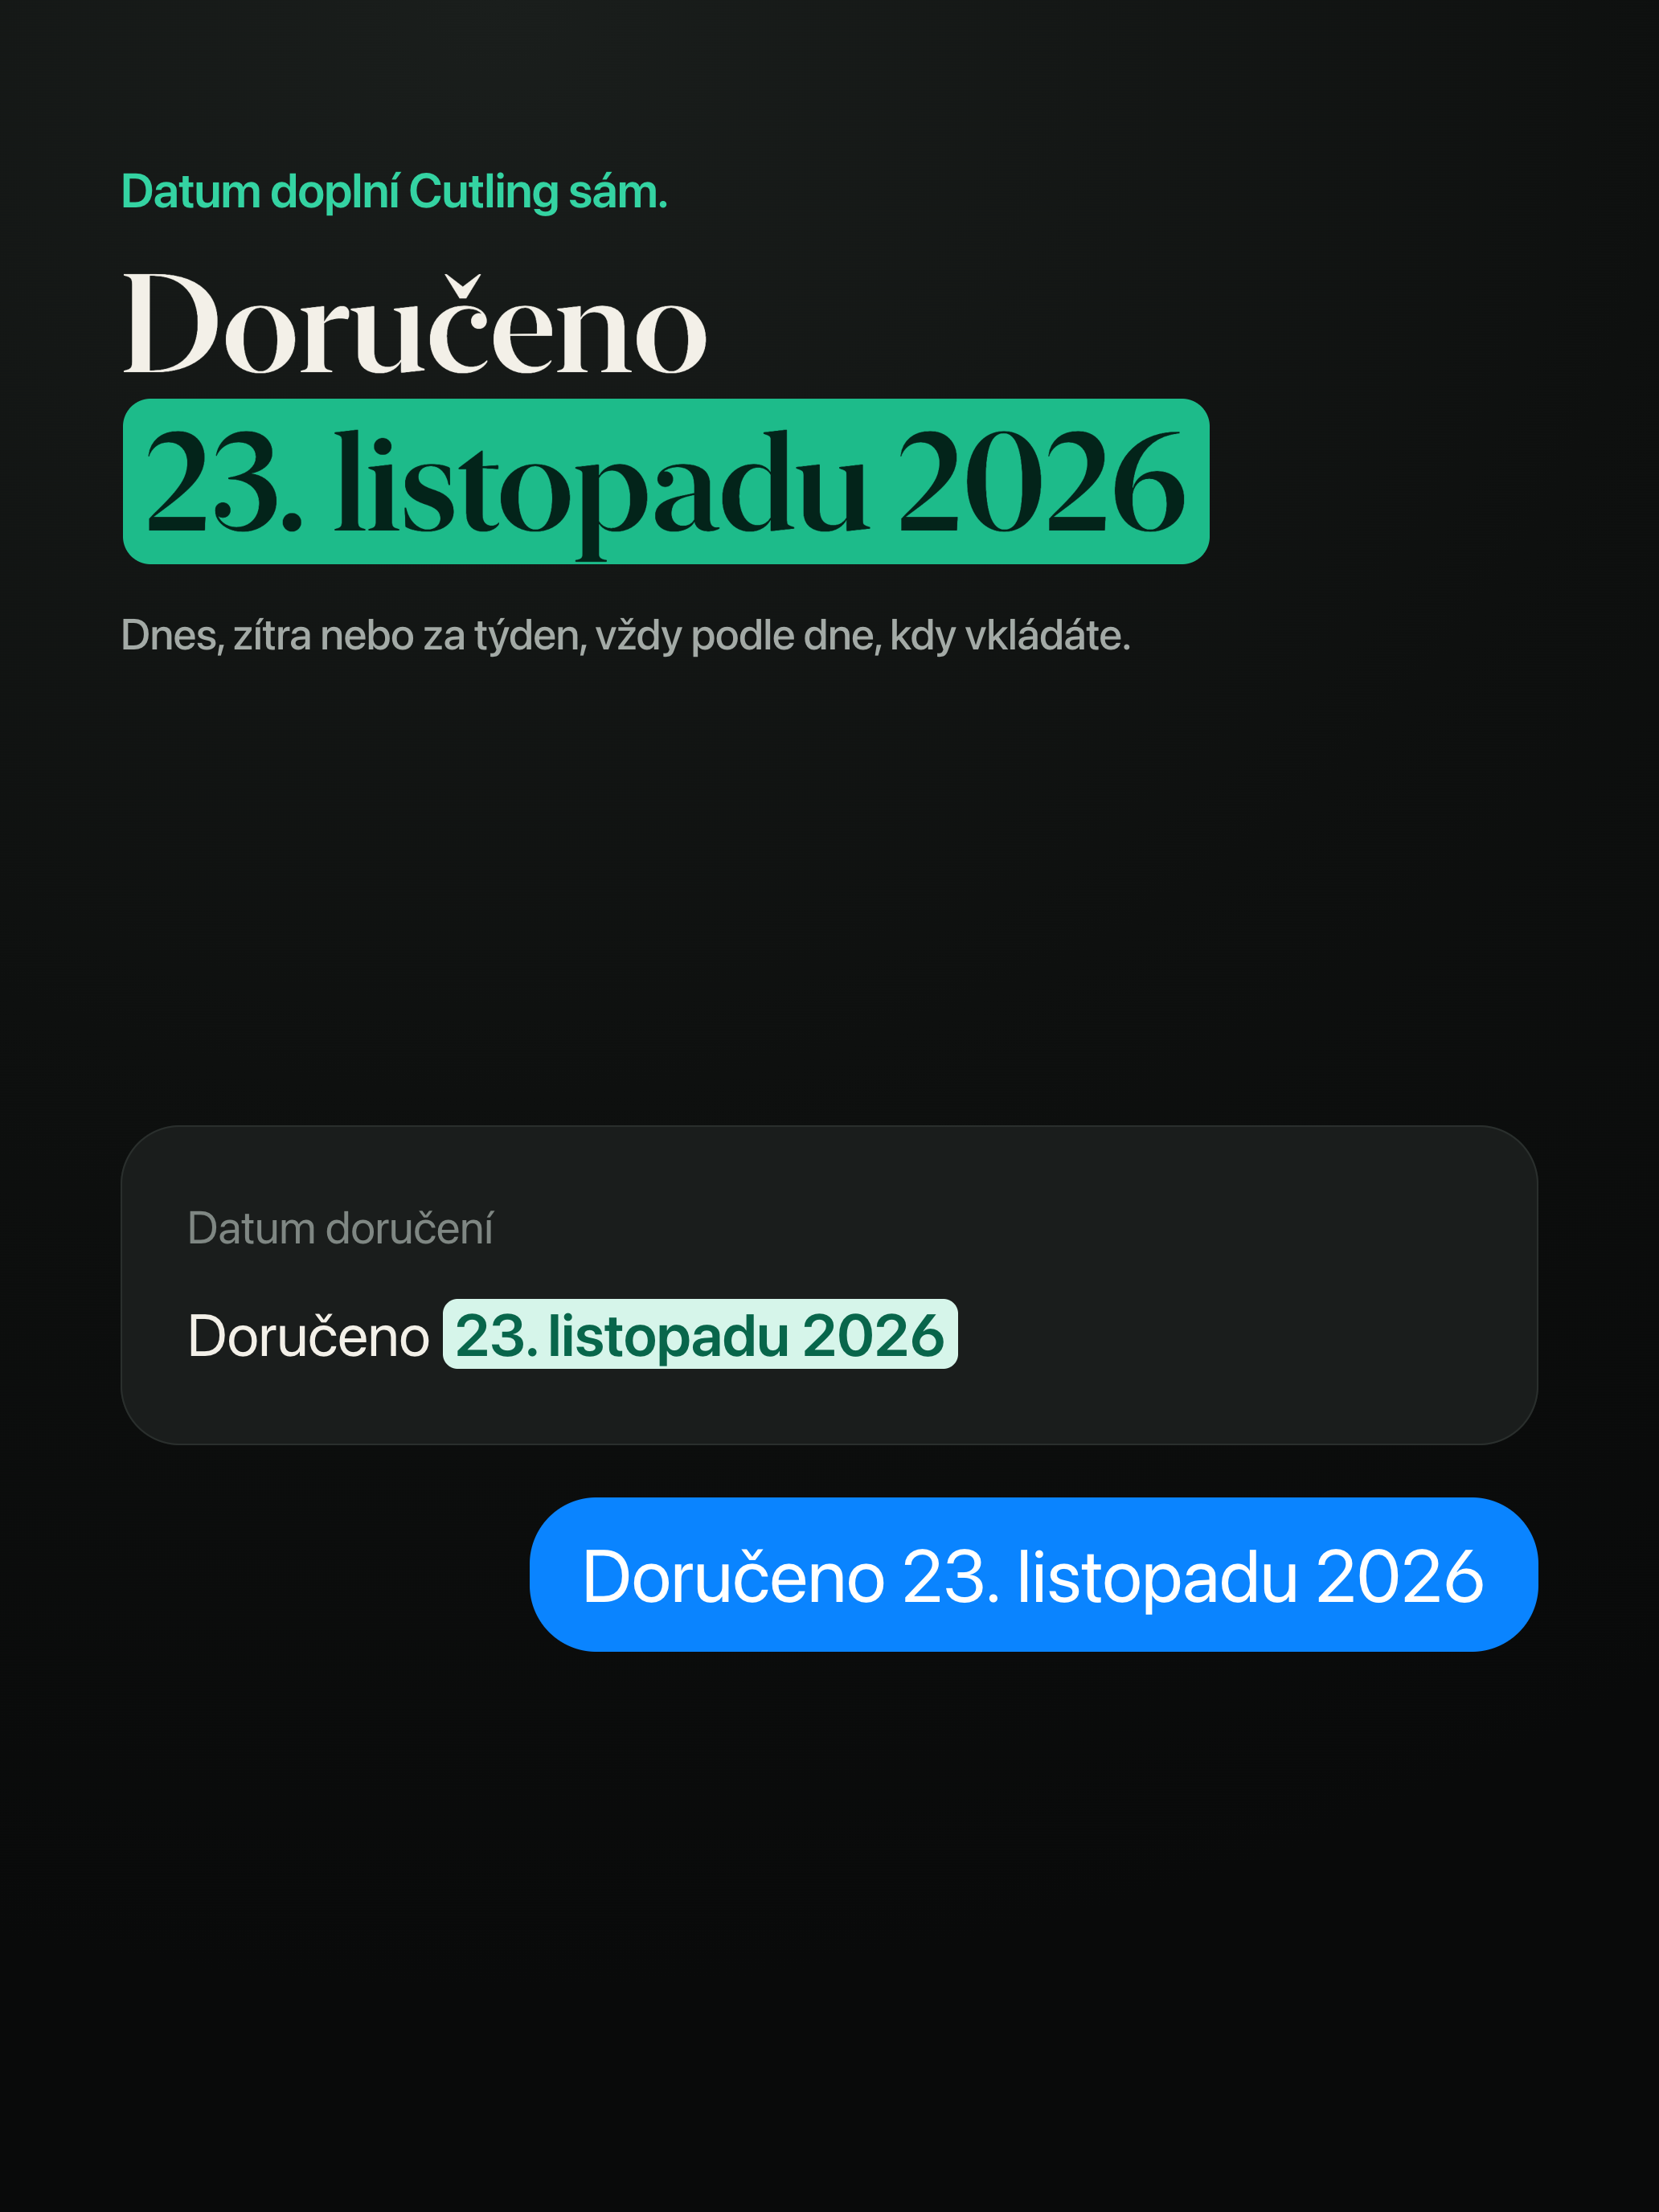 Datum doplní Cutling sám.
Doručeno
23. listopadu 2026
Dnes, zítra nebo za týden, vždy podle dne, kdy vkládáte.
Datum doručení
Doručeno 23. listopadu 2026
Doručeno 23. listopadu 2026